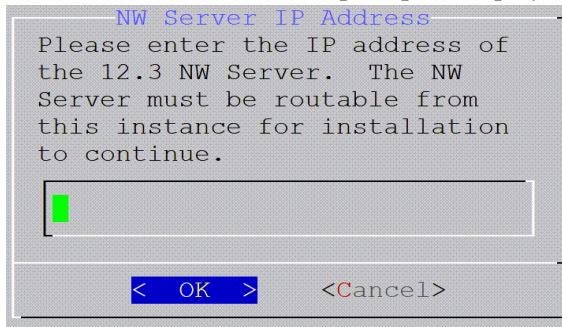 NW Server IP Address
Please enter the IP address of
the 12.3 NW Server. The NW
Server must be routable from
this instance for installation
to continue.
< OK > <Cancel>